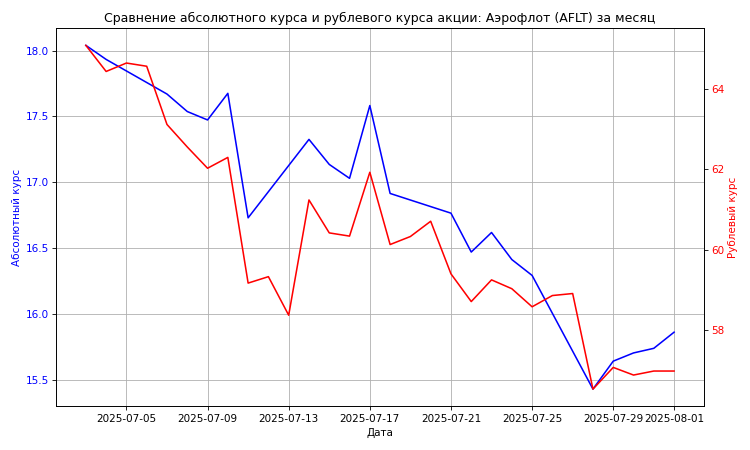 Сравнение абсолютного курса и рублевого курса акции: Аэрофлот (AFLT) за месяц
18.0
17.5
17.0
16.5
16.0
15.5
Абсолютный курс
64
62
60
58
Рублевый курс
2025-07-05 2025-07-09 2025-07-13 2025-07-17 2025-07-21 2025-07-25 2025-07-29 2025-08-01
Дата